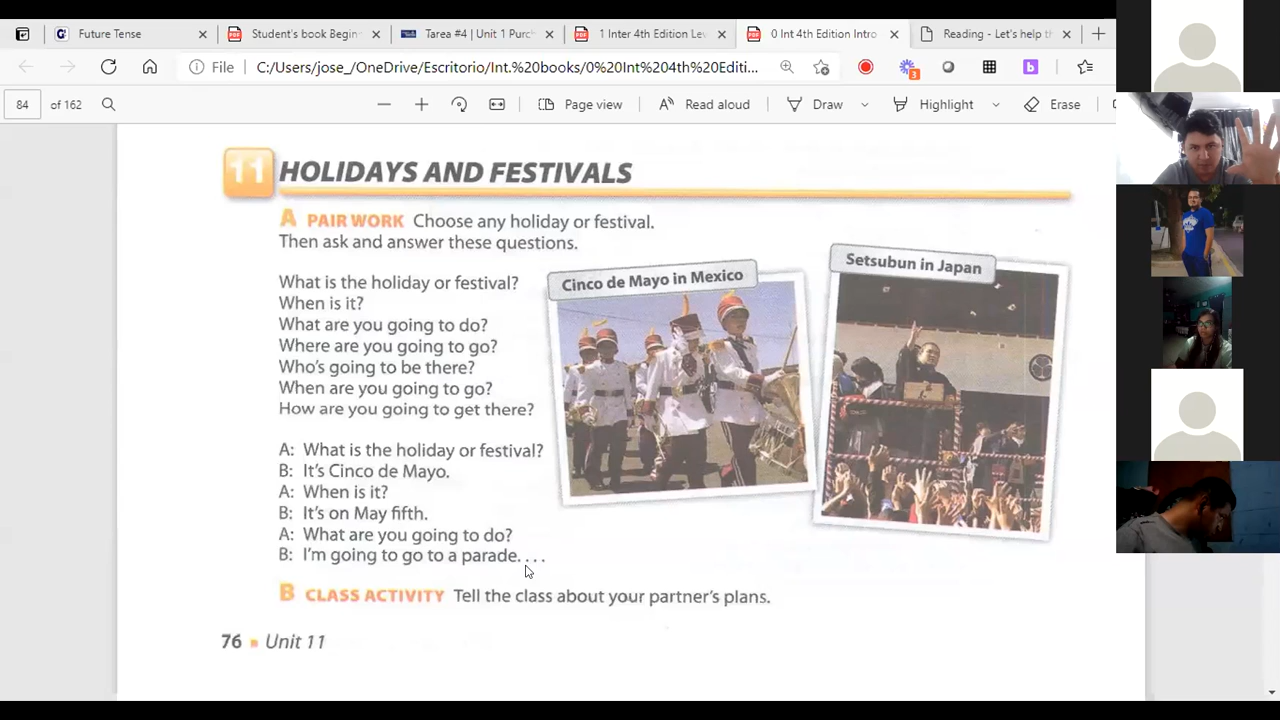 Future Tense
Student's book Begin
Tarea #4 | Unit 1 Purch
1 Inter 4th Edition Lev
0 Int 4th Edition Intro
Reading - Let's help th
File
C:/Users/jose_/OneDrive/Escritorio/Int.%20books/0%20Int%204th%20Editi...
3
b
84 of 162
Page view
Read aloud
Draw
Highlight
Erase
11 HOLIDAYS AND FESTIVALS
A PAIR WORK Choose any holiday or festival.
Then ask and answer these questions.
What is the holiday or festival?
When is it?
What are you going to do?
Where are you going to go?
Who's going to be there?
When are you going to go?
How are you going to get there?
A: What is the holiday or festival?
B: It's Cinco de Mayo.
A: When is it?
B: It's on May fifth.
A: What are you going to do?
B: I'm going to go to a parade. . . .
Cinco de Mayo in Mexico
Setsubun in Japan
B CLASS ACTIVITY Tell the class about your partner's plans.
76 ▪ Unit 11